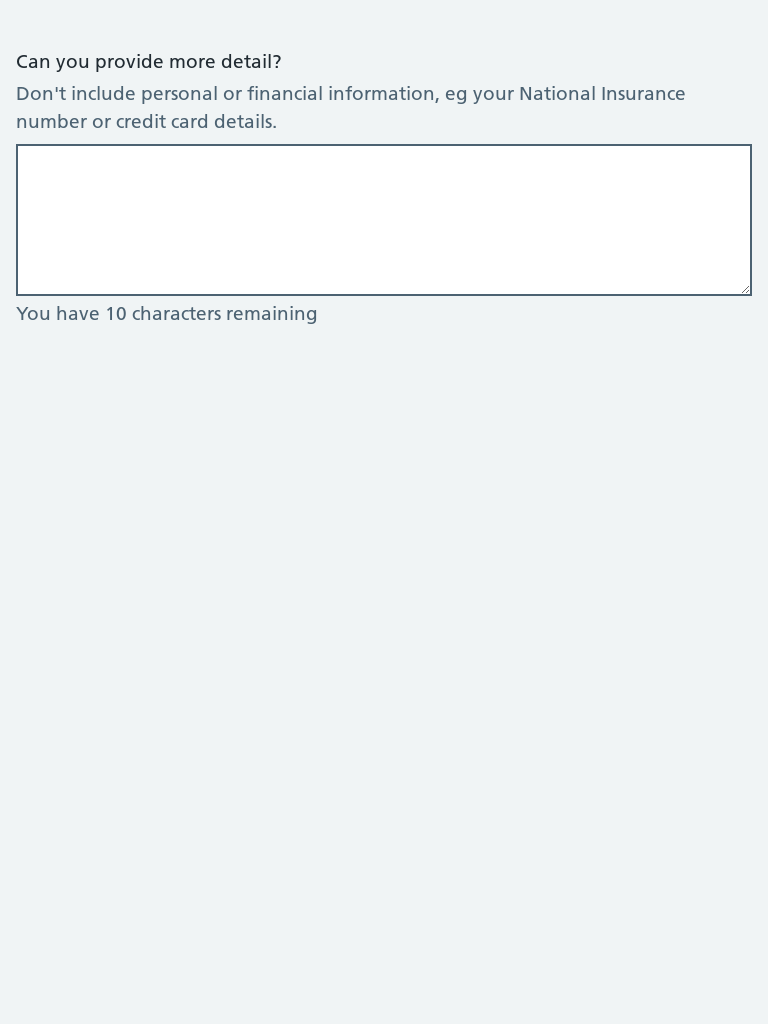 Can you provide more detail?
Don't include personal or financial information, eg your National Insurance
number or credit card details.
You have 10 characters remaining